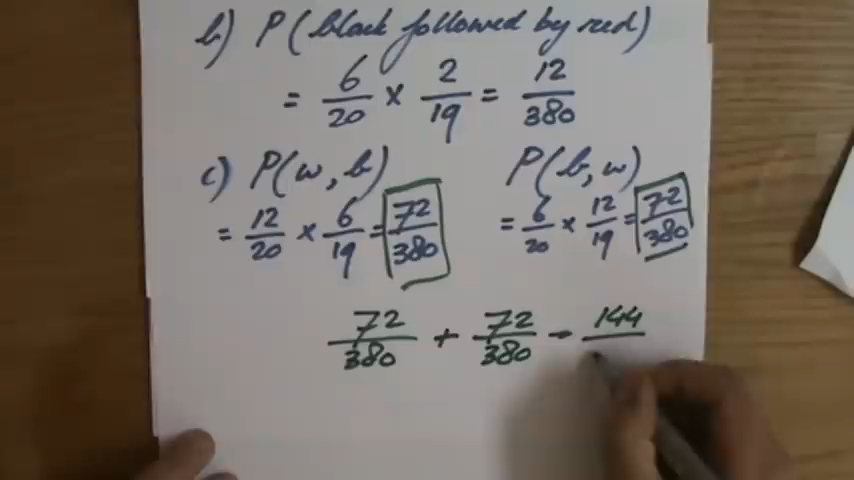 b) P(black followed by red)
= 6/20 × 2/19 = 12/380
c) P(w, b) P(b, w)
= 12/20 × 6/19 = 72/380 = 6/20 × 12/19 = 72/380
72/380 + 72/380 = 144